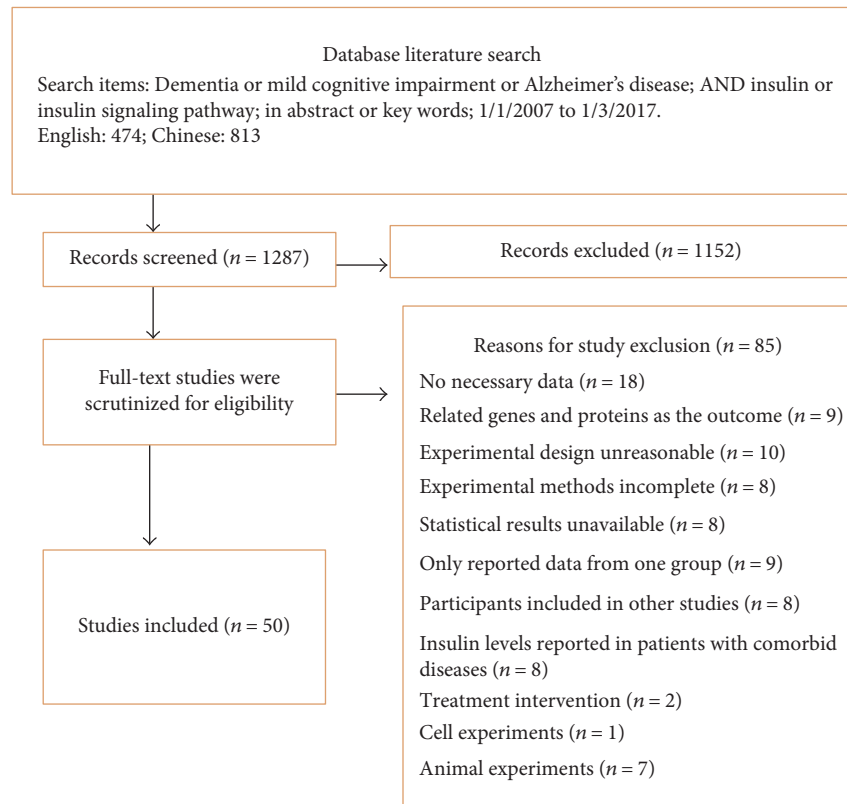 Database literature search
Search items: Dementia or mild cognitive impairment or Alzheimer's disease; AND insulin or
insulin signaling pathway; in abstract or key words; 1/1/2007 to 1/3/2017.
English: 474; Chinese: 813
Records screened (n = 1287)
Records excluded (n = 1152)
Full-text studies were
scrutinized for eligibility
Reasons for study exclusion (n = 85)
No necessary data (n = 18)
Related genes and proteins as the outcome (n = 9)
Experimental design unreasonable (n = 10)
Experimental methods incomplete (n = 8)
Statistical results unavailable (n = 8)
Only reported data from one group (n = 9)
Participants included in other studies (n = 8)
Insulin levels reported in patients with comorbid
diseases (n = 8)
Treatment intervention (n = 2)
Cell experiments (n = 1)
Animal experiments (n = 7)
Studies included (n = 50)